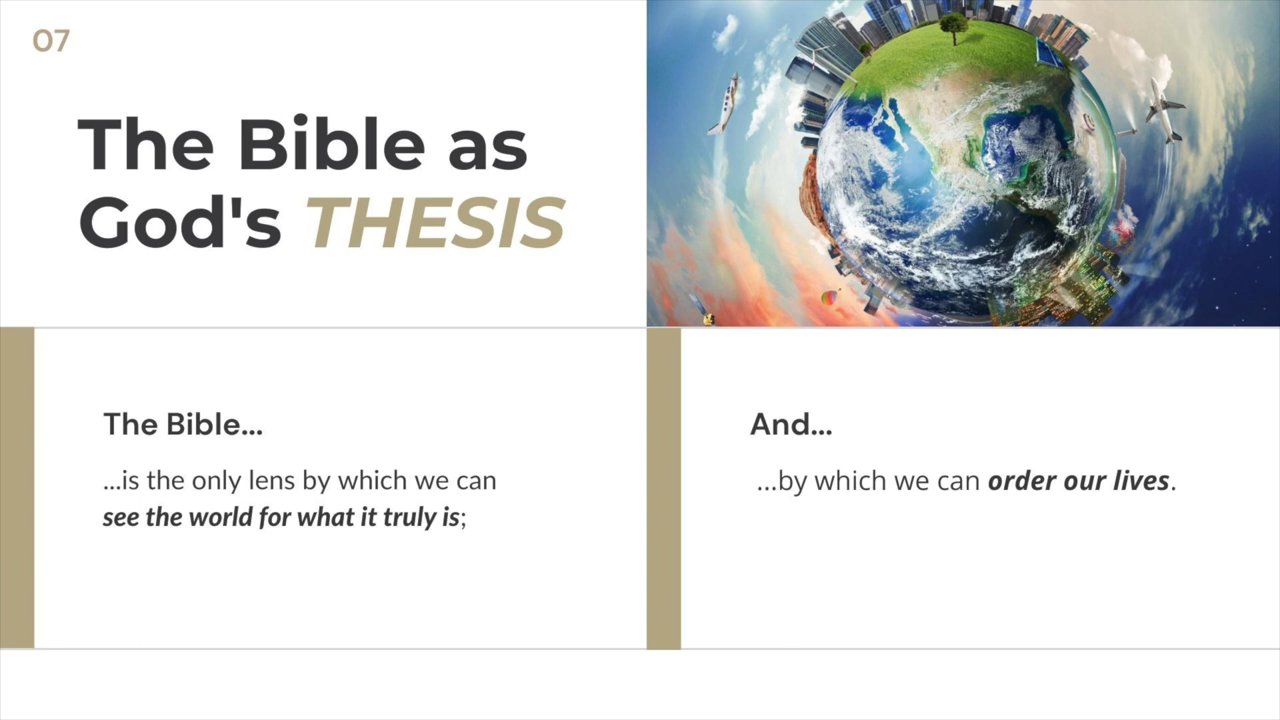 07
The Bible as
God's THESIS
The Bible...
...is the only lens by which we can
see the world for what it truly is;
And...
...by which we can order our lives.